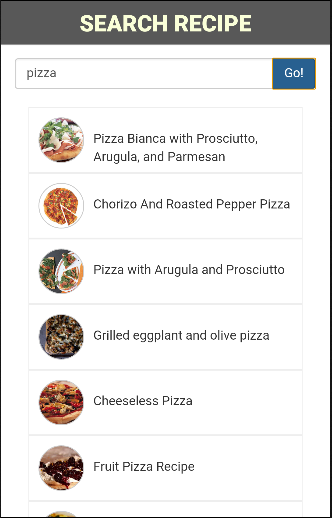 SEARCH RECIPE
pizza
Go!
Pizza Bianca with Prosciutto,
Arugula, and Parmesan
Chorizo And Roasted Pepper Pizza
Pizza with Arugula and Prosciutto
Grilled eggplant and olive pizza
Cheeseless Pizza
Fruit Pizza Recipe